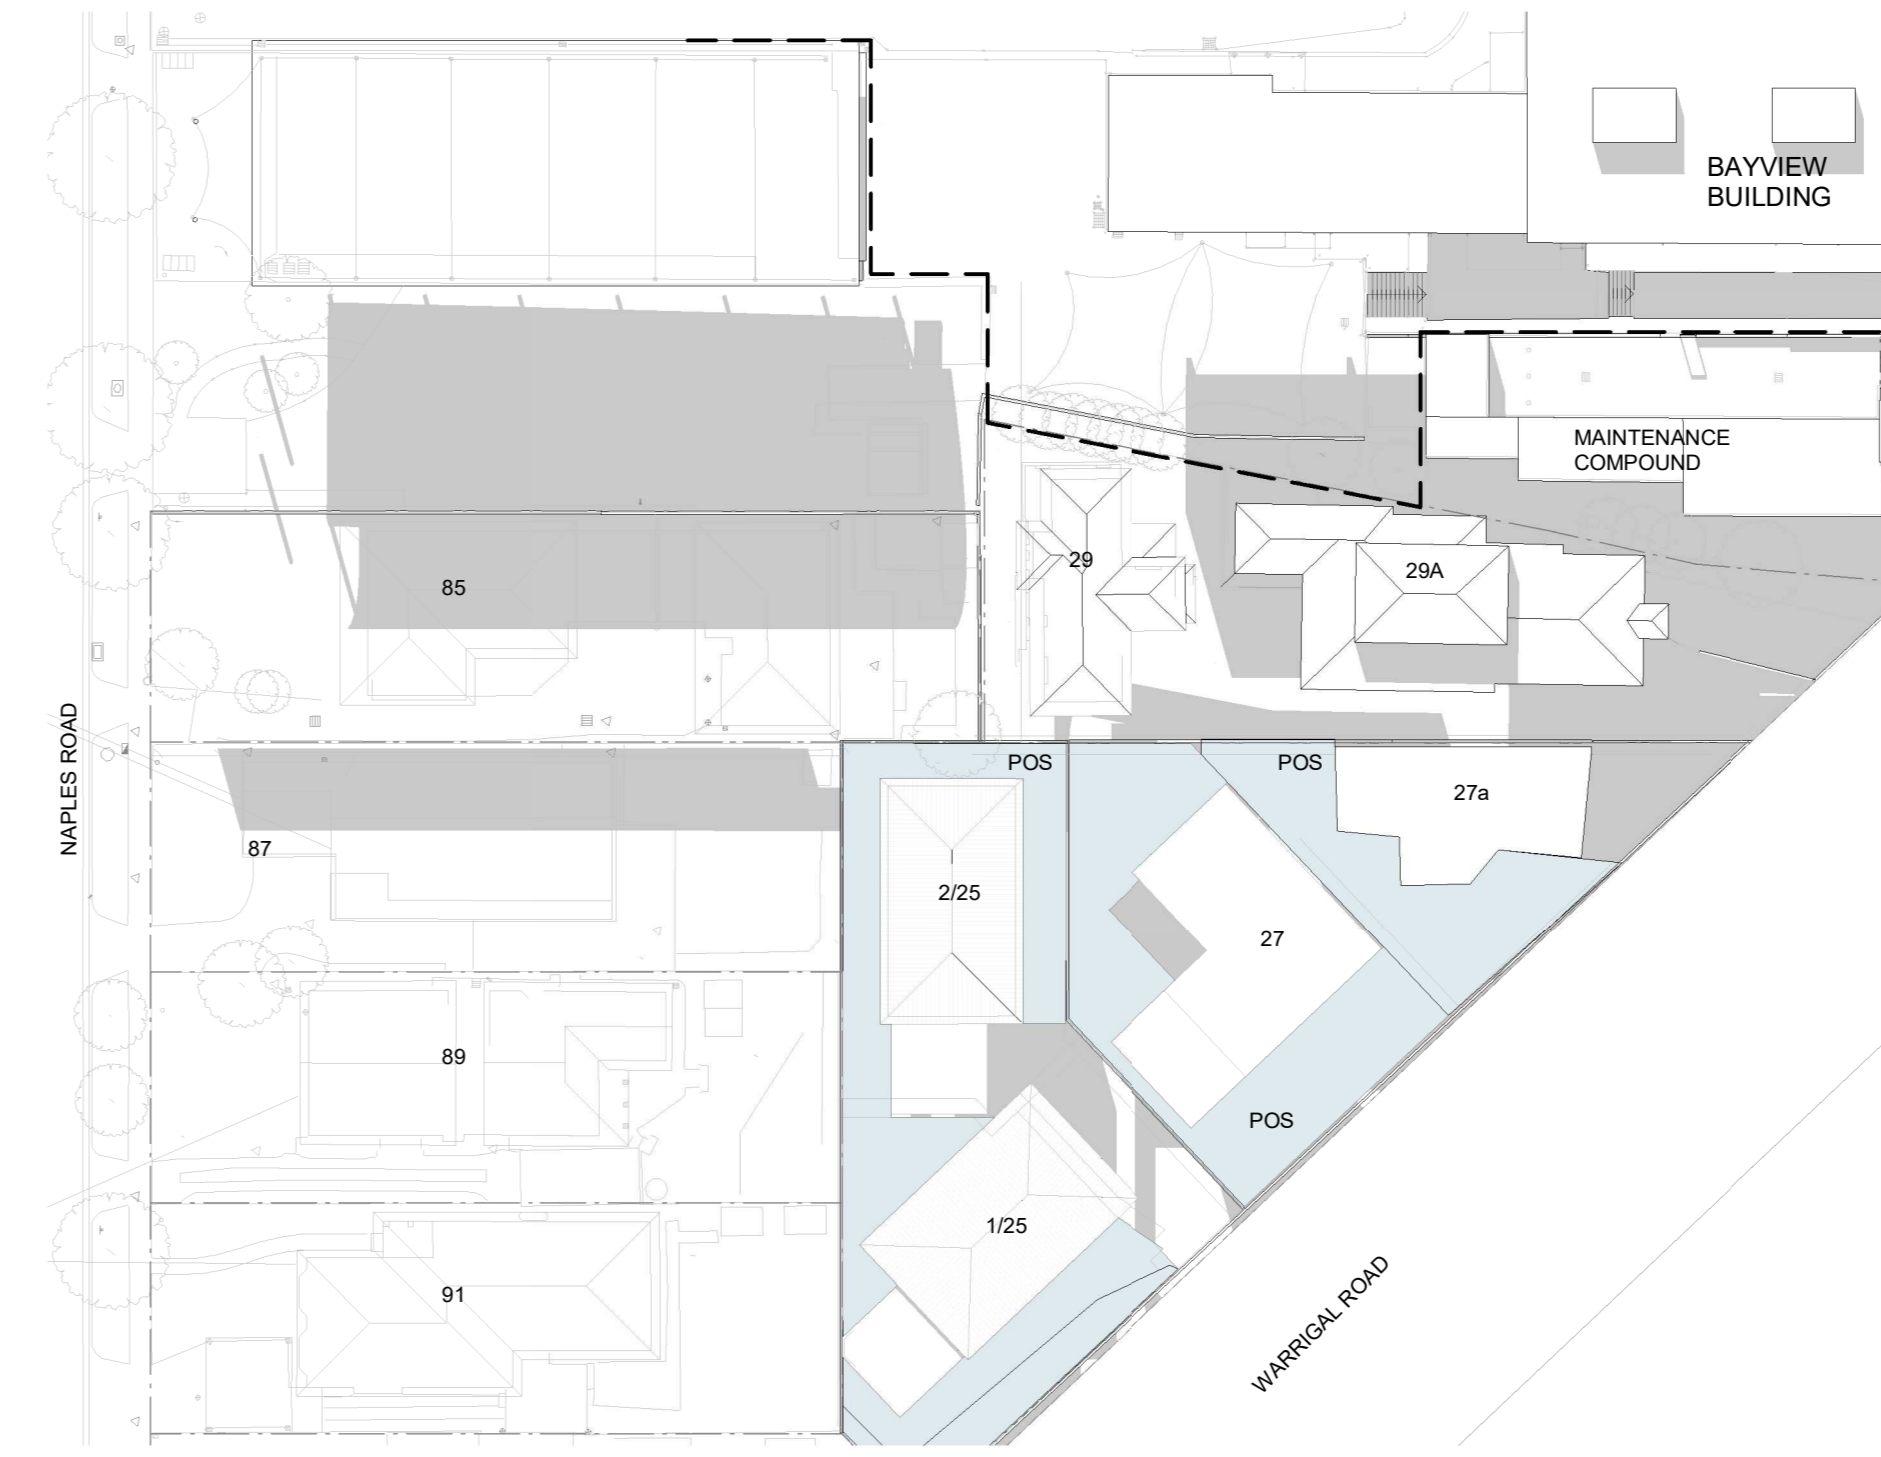 BAYVIEW
BUILDING
MAINTENANCE
COMPOUND
29
29A
85
NAPLES ROAD
POS
POS
27a
87
2/25
27
89
POS
1/25
91
WARRIGAL ROAD